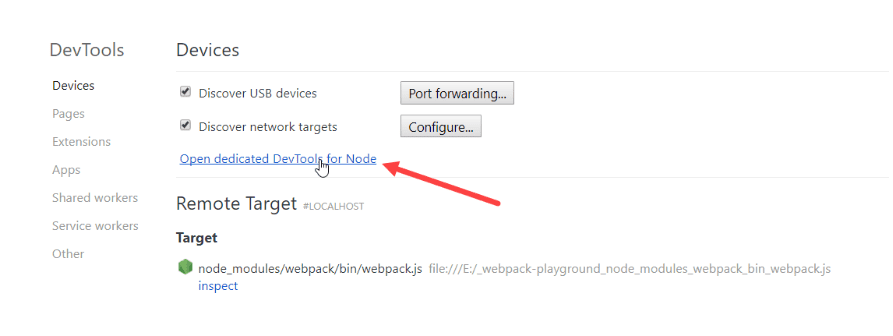 DevTools
Devices
Pages
Extensions
Apps
Shared workers
Service workers
Other
Devices
Discover USB devices Port forwarding...
Discover network targets Configure...
Open dedicated DevTools for Node
Remote Target #LOCALHOST
Target
node_modules/webpack/bin/webpack.js file:///E:/_webpack-playground_node_modules_webpack_bin_webpack.js
inspect